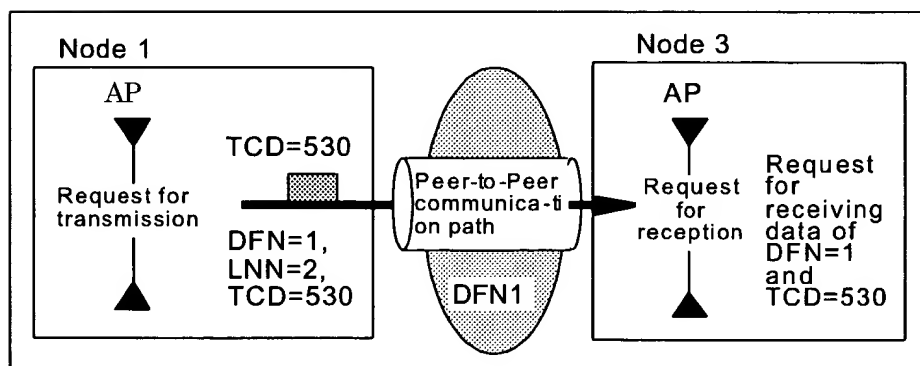 Node 1
AP
Request for
transmission
TCD=530
DFN=1,
LNN=2,
TCD=530
Peer-to-Peer
communica-ti
on path
DFN1
Node 3
AP
Request
for
reception
Request
for
receiving
data of
DFN=1
and
TCD=530